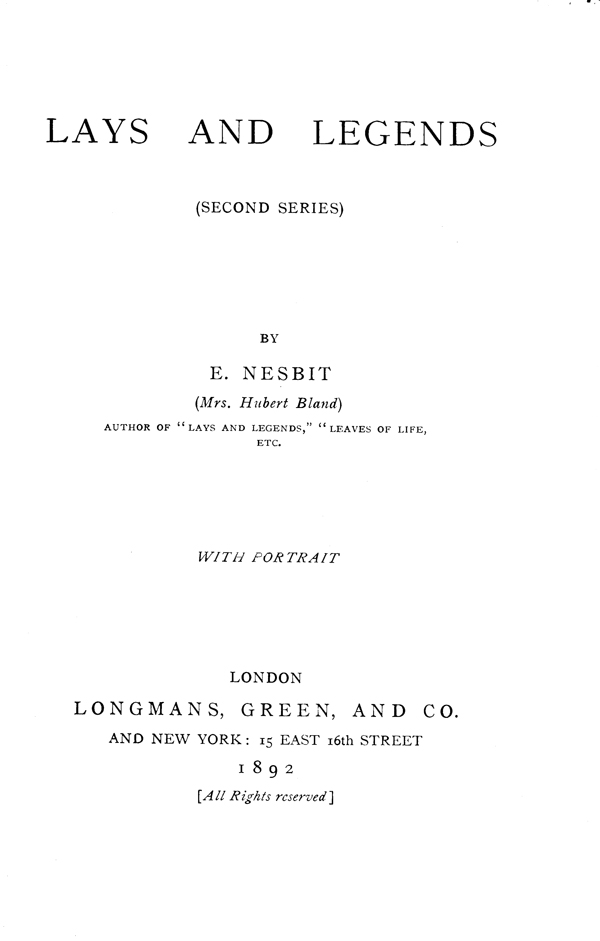 LAYS AND LEGENDS
(SECOND SERIES)
BY
E. NESBIT
(Mrs. Hubert Bland)
AUTHOR OF “LAYS AND LEGENDS,” “LEAVES OF LIFE,
ETC.
WITH PORTRAIT
LONDON
LONGMANS, GREEN, AND CO.
AND NEW YORK: 15 EAST 16th STREET
1892
[All Rights reserved]